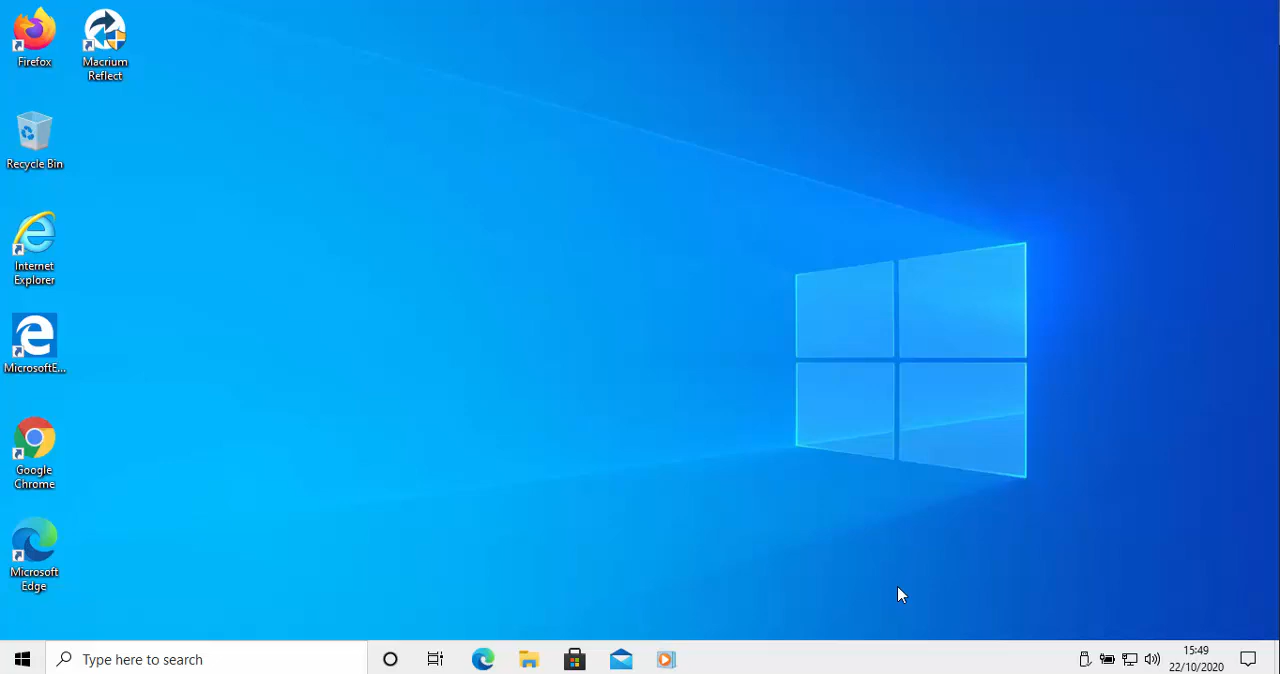 Firefox
Macrium
Reflect
Recycle Bin
Internet
Explorer
MicrosoftE...
Google
Chrome
Microsoft
Edge
Type here to search
15:49
22/10/2020